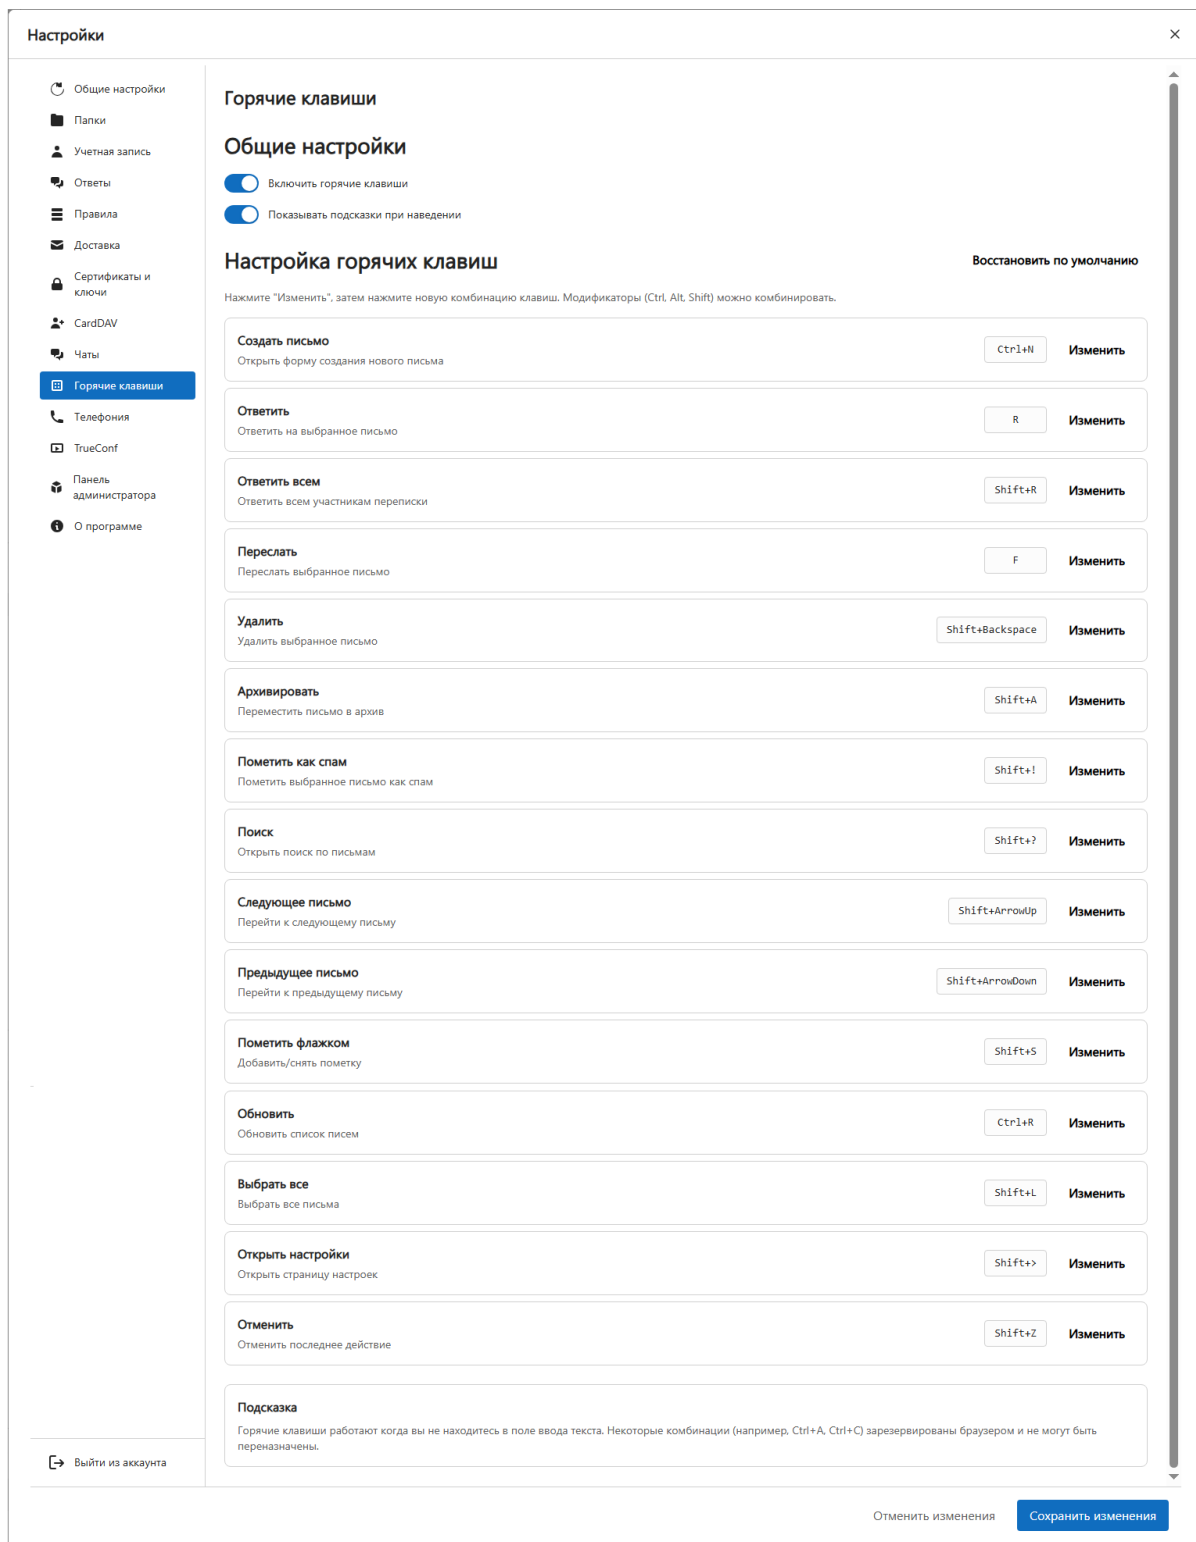 Настройки
Общие настройки
Папки
Учетная запись
Ответы
Правила
Доставка
Сертификаты и
ключи
CardDAV
Чаты
Горячие клавиши
Телефония
TrueConf
Панель
администратора
О программе
Выйти из аккаунта
Горячие клавиши
Общие настройки
Включить горячие клавиши
Показывать подсказки при наведении
Настройка горячих клавиш
Восстановить по умолчанию
Нажмите "Изменить", затем нажмите новую комбинацию клавиш. Модификаторы (Ctrl, Alt, Shift) можно комбинировать.
Создать письмо
Открыть форму создания нового письма
Ctrl+N
Изменить
Ответить
Ответить на выбранное письмо
R
Изменить
Ответить всем
Ответить всем участникам переписки
Shift+R
Изменить
Переслать
Переслать выбранное письмо
F
Изменить
Удалить
Удалить выбранное письмо
Shift+Backspace
Изменить
Архивировать
Переместить письмо в архив
Shift+A
Изменить
Пометить как спам
Пометить выбранное письмо как спам
Shift+!
Изменить
Поиск
Открыть поиск по письмам
Shift+?
Изменить
Следующее письмо
Перейти к следующему письму
Shift+ArrowUp
Изменить
Предыдущее письмо
Перейти к предыдущему письму
Shift+ArrowDown
Изменить
Пометить флажком
Добавить/снять пометку
Shift+S
Изменить
Обновить
Обновить список писем
Ctrl+R
Изменить
Выбрать все
Выбрать все письма
Shift+L
Изменить
Открыть настройки
Открыть страницу настроек
Shift+>
Изменить
Отменить
Отменить последнее действие
Shift+Z
Изменить
Подсказка
Горячие клавиши работают когда вы не находитесь в поле ввода текста. Некоторые комбинации (например, Ctrl+A, Ctrl+C) зарезервированы браузером и не могут быть
переназначены.
Отменить изменения
Сохранить изменения